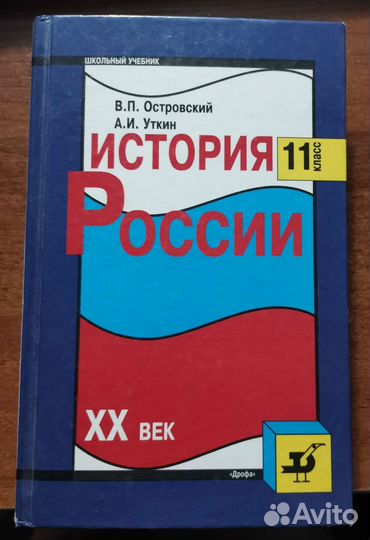 ШКОЛЬНЫЙ УЧЕБНИК
В.П. Островский
А.И. Уткин
ИСТОРИЯ
11 КЛАСС
РОССИИ
XX ВЕК
«Дрофа»
Avito